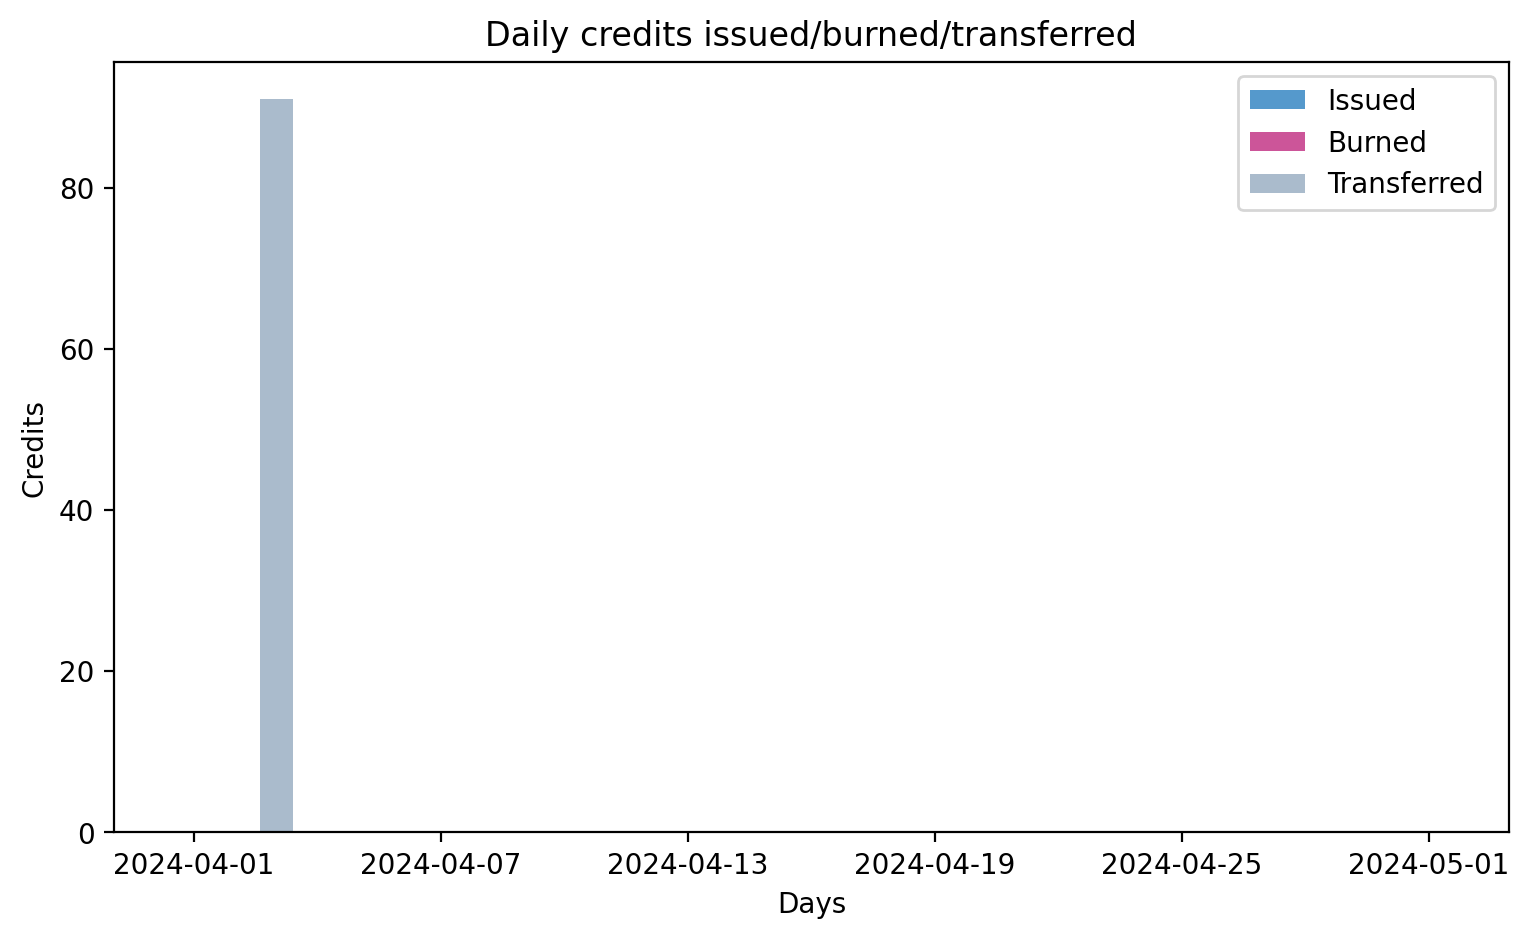 Daily credits issued/burned/transferred
Issued
Burned
Transferred
80
60
40
20
0
Credits
2024-04-01 2024-04-07 2024-04-13 2024-04-19 2024-04-25 2024-05-01
Days